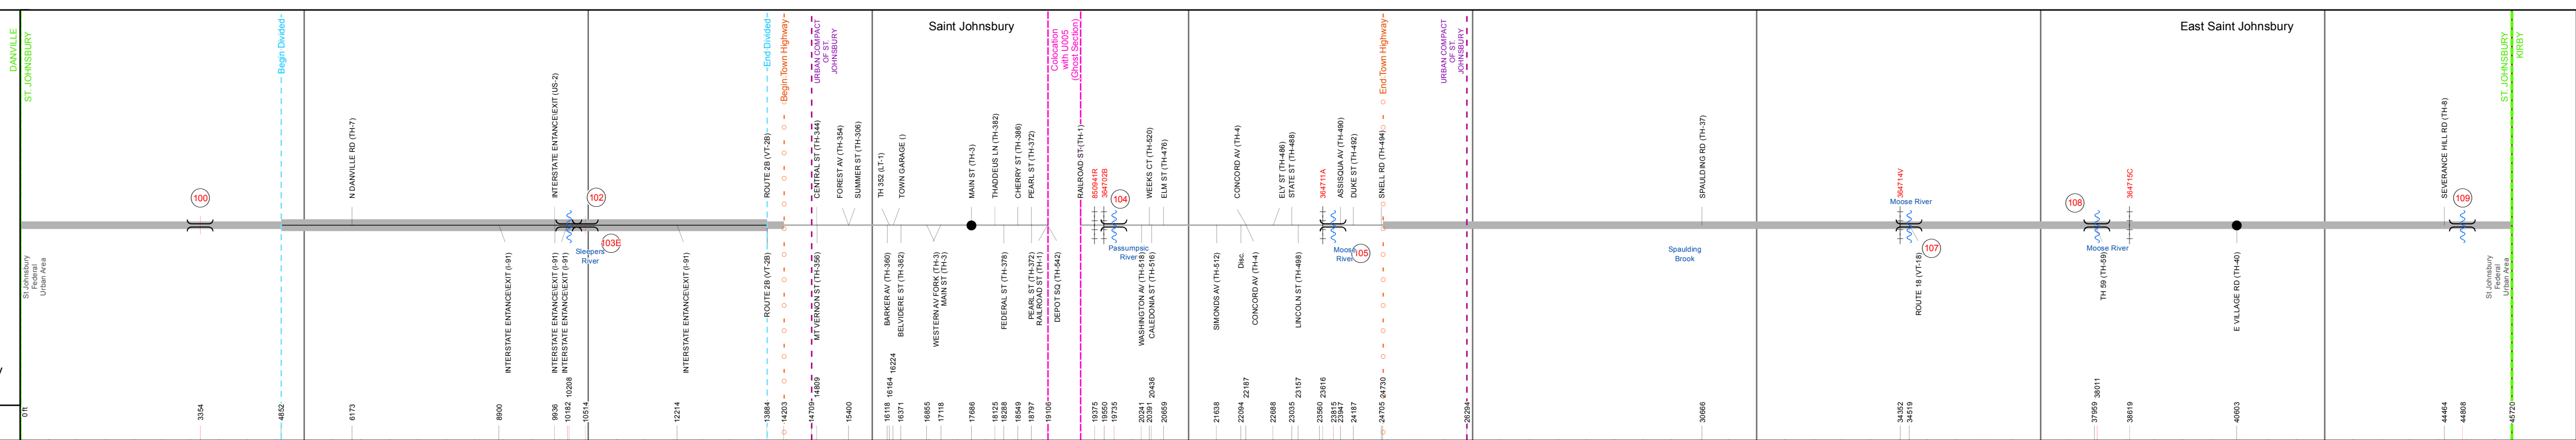 Saint Johnsbury
East Saint Johnsbury
DANVILLE
ST. JOHNSBURY
Begin Divided
End Divided
Begin Town Highway
URBAN COMPACT
OF ST.
JOHNSBURY
Colocation
with U005
(Ghost Section)
End Town Highway
URBAN COMPACT
OF ST.
JOHNSBURY
ST. JOHNSBURY
KIRBY
N DANVILLE RD (TH-7)
INTERSTATE ENTANCE\EXIT (US-2)
ROUTE 2B (VT-2B)
CENTRAL ST (TH-344)
FOREST AV (TH-354)
SUMMER ST (TH-306)
TH 352 (LT-1)
TOWN GARAGE ()
MAIN ST (TH-3)
THADDEUS LN (TH-382)
CHERRY ST (TH-386)
PEARL ST (TH-372)
RAILROAD ST (TH-1)
850941R
364702B
WEEKS CT (TH-520)
ELM ST (TH-476)
CONCORD AV (TH-4)
ELY ST (TH-486)
STATE ST (TH-488)
364711A
ASSISQUA AV (TH-490)
DUKE ST (TH-492)
SNELL RD (TH-494)
SPAULDING RD (TH-37)
364714V
364715C
SEVERANCE HILL RD (TH-8)
100
102
103E
104
105
107
108
109
Sleepers
River
Passumpsic
River
Moose
River
Spaulding
Brook
Moose River
Moose River
St Johnsbury
Federal
Urban Area
INTERSTATE ENTANCE\EXIT (I-91)
INTERSTATE ENTANCE\EXIT (I-91)
INTERSTATE ENTANCE\EXIT (I-91)
INTERSTATE ENTANCE\EXIT (I-91)
ROUTE 2B (VT-2B)
MT VERNON ST (TH-356)
BARKER AV (TH-360)
BELVIDERE ST (TH-362)
WESTERN AV FORK (TH-3)
MAIN ST (TH-3)
FEDERAL ST (TH-378)
PEARL ST (TH-372)
RAILROAD ST (TH-1)
DEPOT SQ (TH-542)
WASHINGTON AV (TH-518)
CALEDONIA ST (TH-516)
SIMONDS AV (TH-512)
Disc.
CONCORD AV (TH-4)
LINCOLN ST (TH-498)
ROUTE 18 (VT-18)
TH 59 (TH-59)
E VILLAGE RD (TH-40)
St Johnsbury
Federal
Urban Area
0 ft
3354
4852
6173
8900
9936
10182
10208
10514
12214
13884
14203
14709
14809
15400
16118
16164
16224
16371
16855
17118
17686
18125
18288
18549
18797
19106
19375
19550
19735
20241
20391
20436
20659
21638
22094
22187
22688
23035
23157
23560
23616
23815
23947
24187
24705
24730
26294
30666
34352
34519
37959
38011
38619
40603
44464
44808
45720